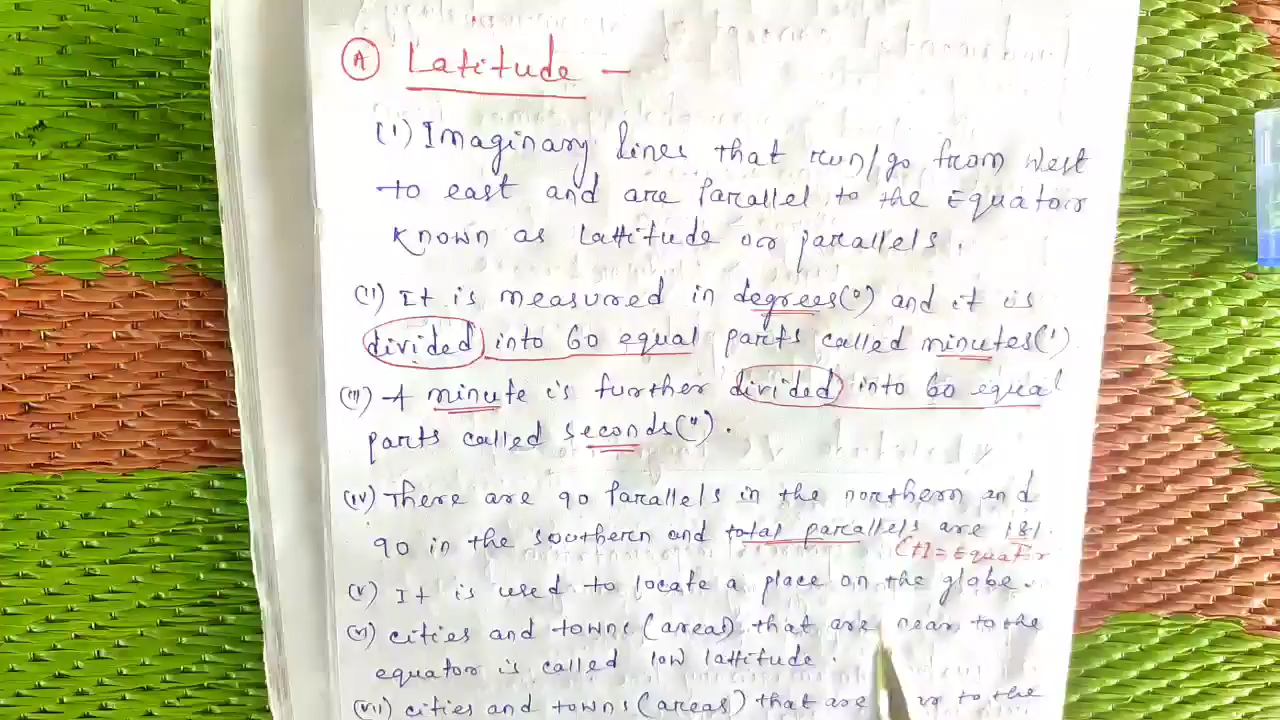 (A) Latitude —
(i) Imaginary lines that run/go from West
to east and are Parallel to the Equator
Known as Lattitude or parallels.
(ii) It is measured in degrees(°) and it is
divided into 60 equal parts called minutes(')
(iii) A minute is further divided into 60 equal
parts called seconds(").
(iv) There are 90 Parallels in the northern and
90 in the southern and total parallels are 181.
(+1 = Equator
(v) It is used to locate a place on the globe.
(vi) cities and towns (areas) that are near to the
equator is called low lattitude.
(vii) cities and towns (areas) that are to the